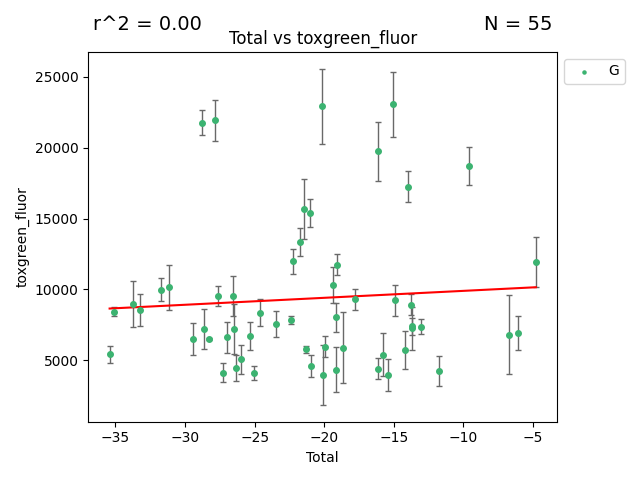 r^2 = 0.00
N = 55
Total vs toxgreen_fluor
G
25000
20000
15000
10000
5000
toxgreen_fluor
−35
−30
−25
−20
−15
−10
−5
Total